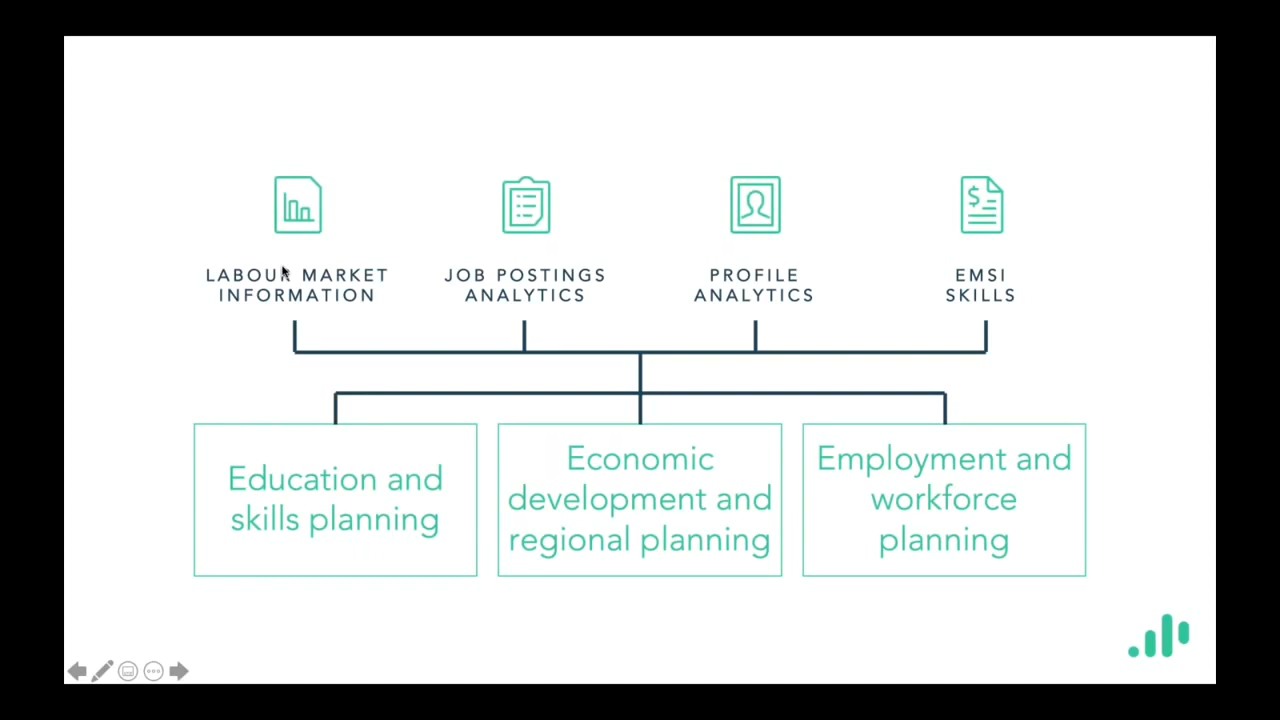 LABOUR MARKET
INFORMATION
JOB POSTINGS
ANALYTICS
PROFILE
ANALYTICS
EMSI
SKILLS
Education and
skills planning
Economic
development and
regional planning
Employment and
workforce
planning